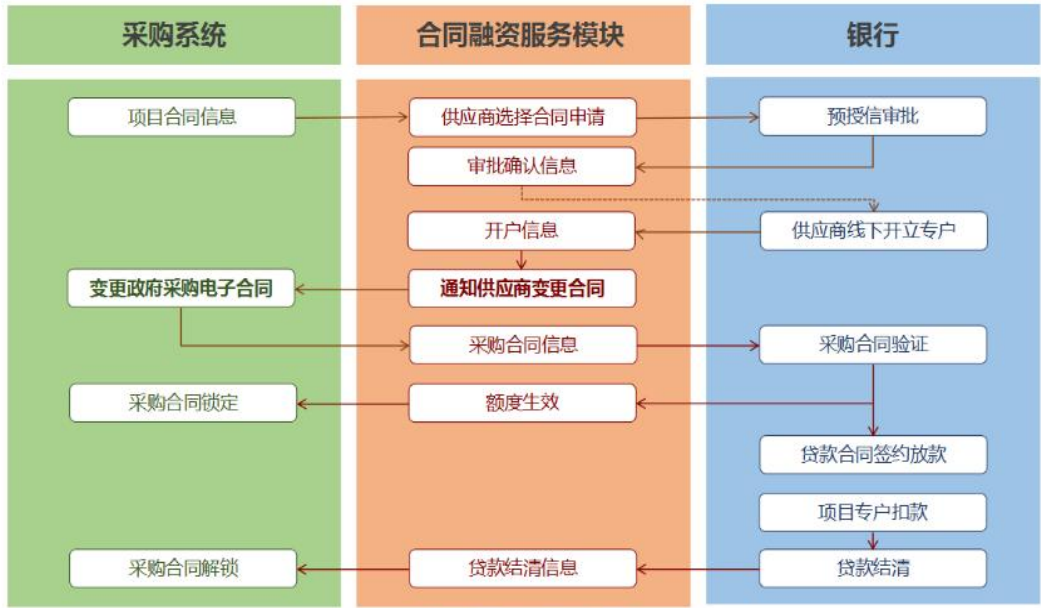 采购系统
合同融资服务模块
银行
项目合同信息
供应商选择合同申请
预授信审批
审批确认信息
开户信息
供应商线下开立专户
变更政府采购电子合同
通知供应商变更合同
采购合同信息
采购合同验证
采购合同锁定
额度生效
贷款合同签约放款
项目专户扣款
采购合同解锁
贷款结清信息
贷款结清